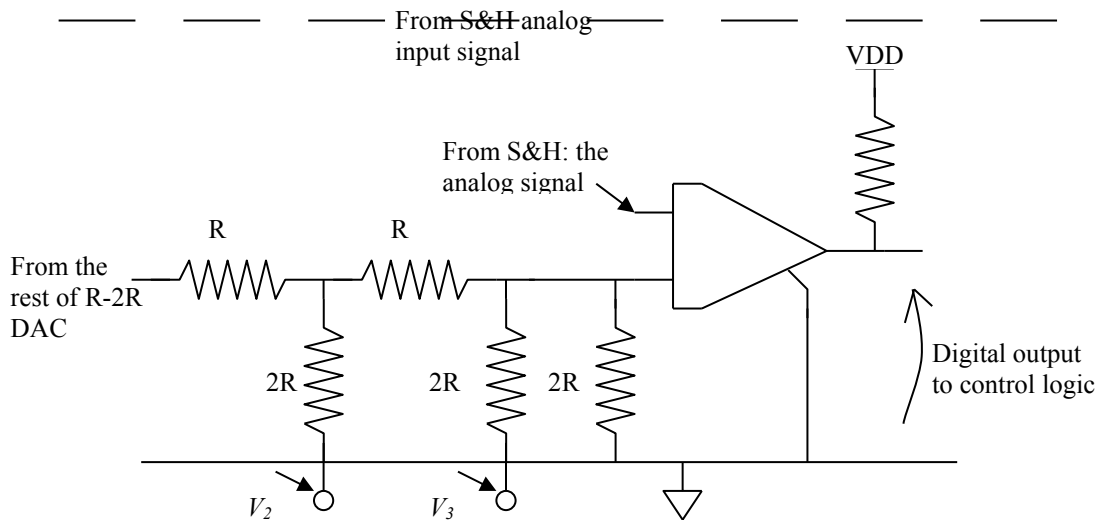 From S&H analog
input signal
VDD
From S&H: the
analog signal
R
R
From the
rest of R-2R
DAC
2R
2R
2R
Digital output
to control logic
V2
V3